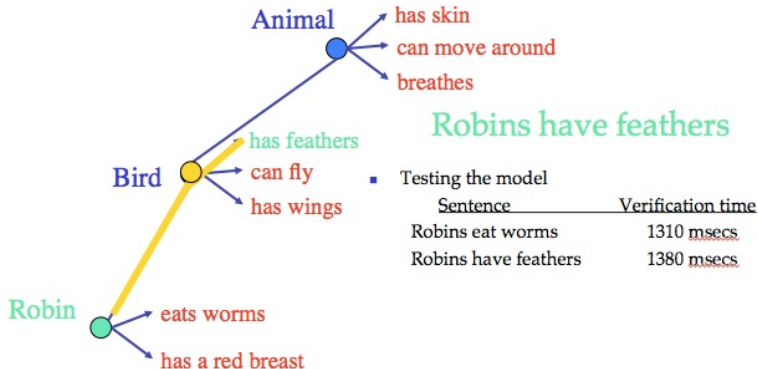 Animal
has skin
can move around
breathes
Robins have feathers
has feathers
Bird
can fly
has wings
▪ Testing the model
Sentence Verification time
Robins eat worms 1310 msecs
Robins have feathers 1380 msecs
Robin
eats worms
has a red breast